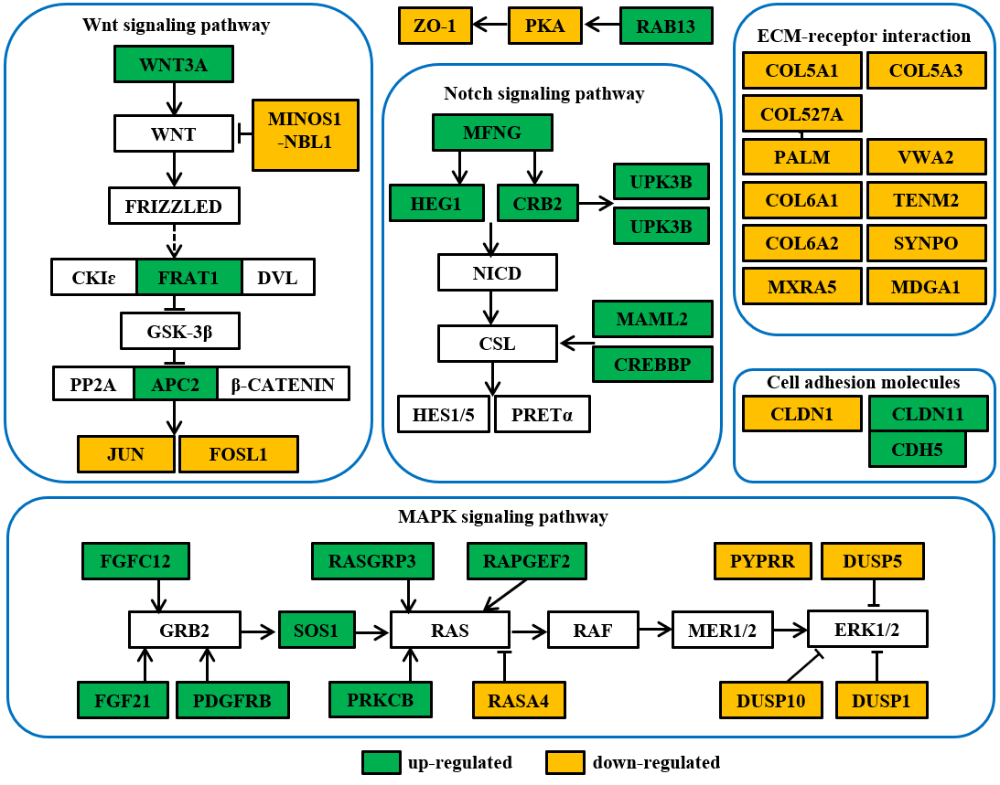 Wnt signaling pathway
WNT3A
WNT
MINOS1
-NBL1
FRIZZLED
CKIε FRAT1 DVL
GSK-3β
PP2A APC2 β-CATENIN
JUN FOSL1
ZO-1 PKA RAB13
Notch signaling pathway
MFNG
HEG1 CRB2
UPK3B
UPK3B
NICD
CSL
MAML2
CREBBP
HES1/5 PRETα
ECM-receptor interaction
COL5A1 COL5A3
COL527A
PALM VWA2
COL6A1 TENM2
COL6A2 SYNPO
MXRA5 MDGA1
Cell adhesion molecules
CLDN1 CLDN11
CDH5
MAPK signaling pathway
FGFC12 RASGRP3 RAPGEF2 PYPRR DUSP5
GRB2 SOS1 RAS RAF MER1/2 ERK1/2
FGF21 PDGFRB PRKCB RASA4 DUSP10 DUSP1
up-regulated down-regulated